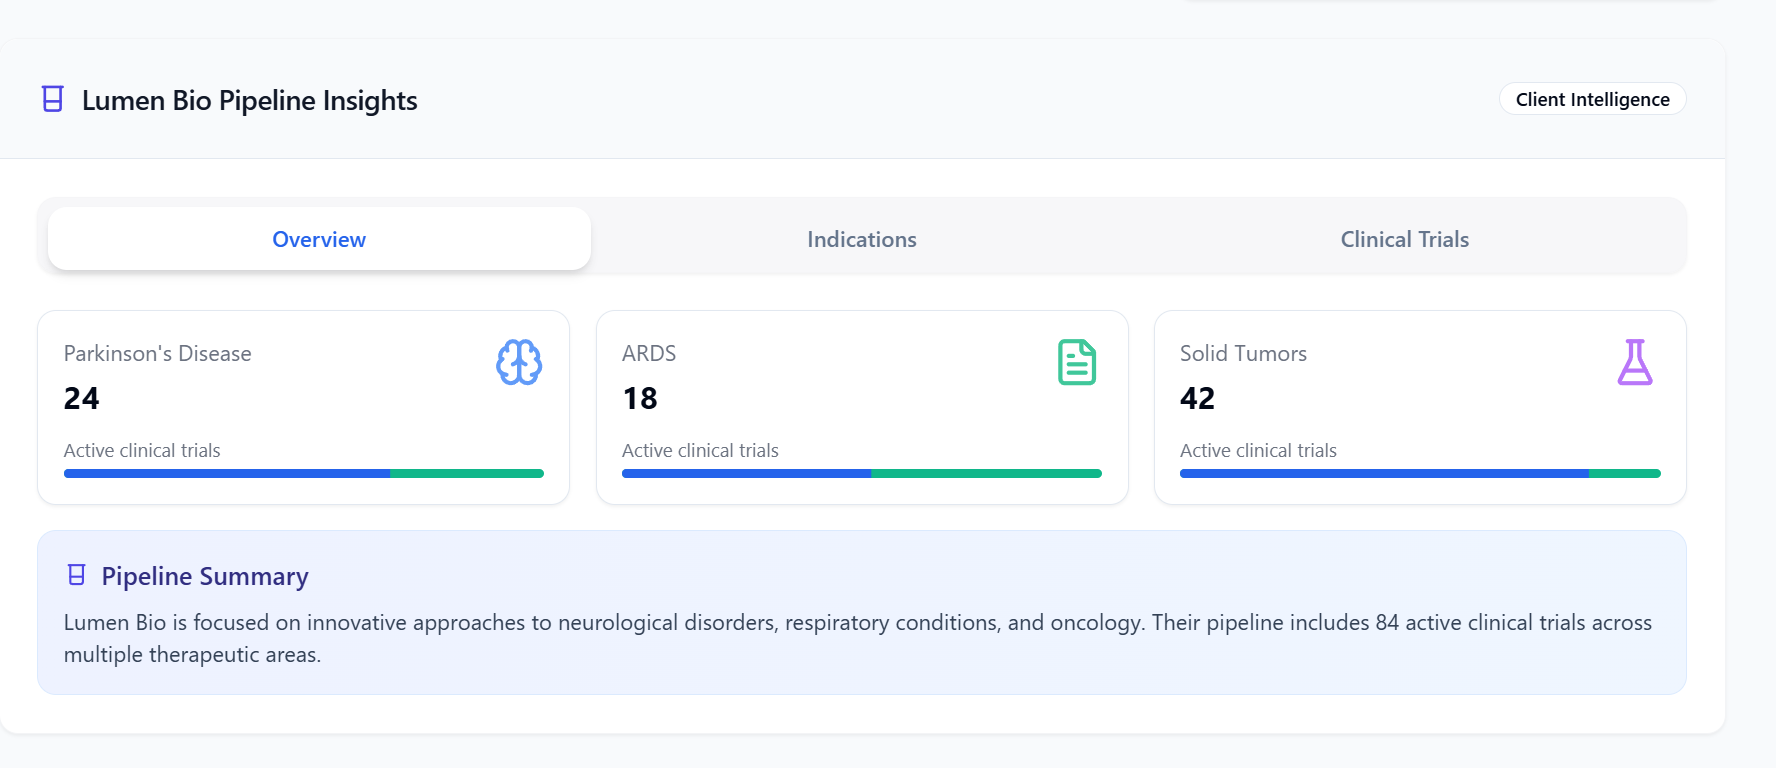 Lumen Bio Pipeline Insights
Client Intelligence
Overview
Indications
Clinical Trials
Parkinson's Disease
24
Active clinical trials
ARDS
18
Active clinical trials
Solid Tumors
42
Active clinical trials
Pipeline Summary
Lumen Bio is focused on innovative approaches to neurological disorders, respiratory conditions, and oncology. Their pipeline includes 84 active clinical trials across
multiple therapeutic areas.